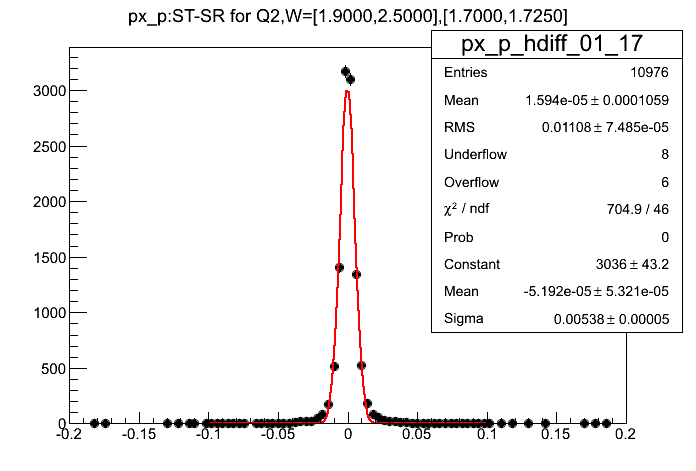 px_p:ST-SR for Q2,W=[1.9000,2.5000],[1.7000,1.7250]
px_p_hdiff_01_17
Entries 10976
Mean 1.594e-05 ± 0.0001059
RMS 0.01108 ± 7.485e-05
Underflow 8
Overflow 6
χ² / ndf 704.9 / 46
Prob 0
Constant 3036 ± 43.2
Mean -5.192e-05 ± 5.321e-05
Sigma 0.00538 ± 0.00005
3000
2500
2000
1500
1000
500
0
-0.2 -0.15 -0.1 -0.05 0 0.05 0.1 0.15 0.2